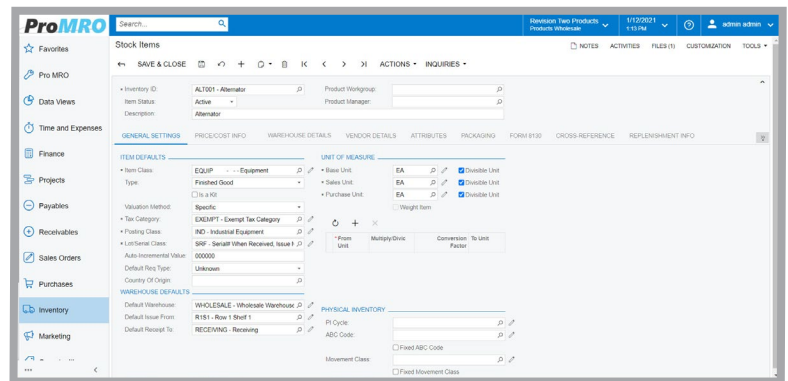 ProMRO
Search...
Revision Two Products
Products Wholesale
1/12/2021
1:13 PM
admin admin
Favorites
Pro MRO
Data Views
Time and Expenses
Finance
Projects
Payables
Receivables
Sales Orders
Purchases
Inventory
Marketing
Stock Items
NOTES ACTIVITIES FILES (1) CUSTOMIZATION TOOLS
SAVE & CLOSE ACTIONS INQUIRIES
* Inventory ID: ALT001 - Alternator Product Workgroup:
Item Status: Active Product Manager:
Description: Alternator
GENERAL SETTINGS PRICE/COST INFO WAREHOUSE DETAILS VENDOR DETAILS ATTRIBUTES PACKAGING FORM 8130 CROSS-REFERENCE REPLENISHMENT INFO
ITEM DEFAULTS
* Item Class: EQUIP - - - Equipment
Type: Finished Good
Is a Kit
Valuation Method: Specific
* Tax Category: EXEMPT - Exempt Tax Category
* Posting Class: IND - Industrial Equipment
* Lot/Serial Class: SRF - Serial# When Received, Issue
Auto-Incremental Value: 000000
Default Req Type: Unknown
Country Of Origin:
WAREHOUSE DEFAULTS
Default Warehouse: WHOLESALE - Wholesale Warehouse
Default Issue From: R1S1 - Row 1 Shelf 1
Default Receipt To: RECEIVING - Receiving
UNIT OF MEASURE
* Base Unit: EA Divisible Unit
* Sales Unit: EA Divisible Unit
* Purchase Unit: EA Divisible Unit
Weight Item
* From Unit Multiply/Divic Conversion Factor To Unit
PHYSICAL INVENTORY
PI Cycle:
ABC Code:
Fixed ABC Code
Movement Class:
Fixed Movement Class